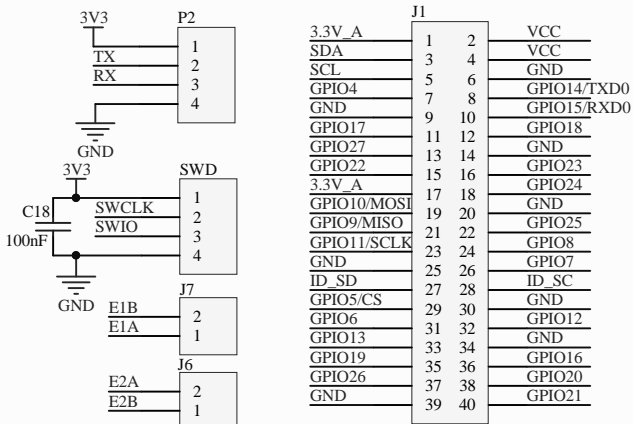 3V3
P2
1
TX
2
RX
3
4
GND
3V3
SWD
C18
100nF
1
SWCLK
2
SWIO
3
4
GND
J7
E1B
2
E1A
1
J6
E2A
2
E2B
1
J1
3.3V_A 1 2 VCC
SDA 3 4 VCC
SCL 5 6 GND
GPIO4 7 8 GPIO14/TXD0
GND 9 10 GPIO15/RXD0
GPIO17 11 12 GPIO18
GPIO27 13 14 GND
GPIO22 15 16 GPIO23
3.3V_A 17 18 GPIO24
GPIO10/MOSI 19 20 GND
GPIO9/MISO 21 22 GPIO25
GPIO11/SCLK 23 24 GPIO8
GND 25 26 GPIO7
ID_SD 27 28 ID_SC
GPIO5/CS 29 30 GND
GPIO6 31 32 GPIO12
GPIO13 33 34 GND
GPIO19 35 36 GPIO16
GPIO26 37 38 GPIO20
GND 39 40 GPIO21